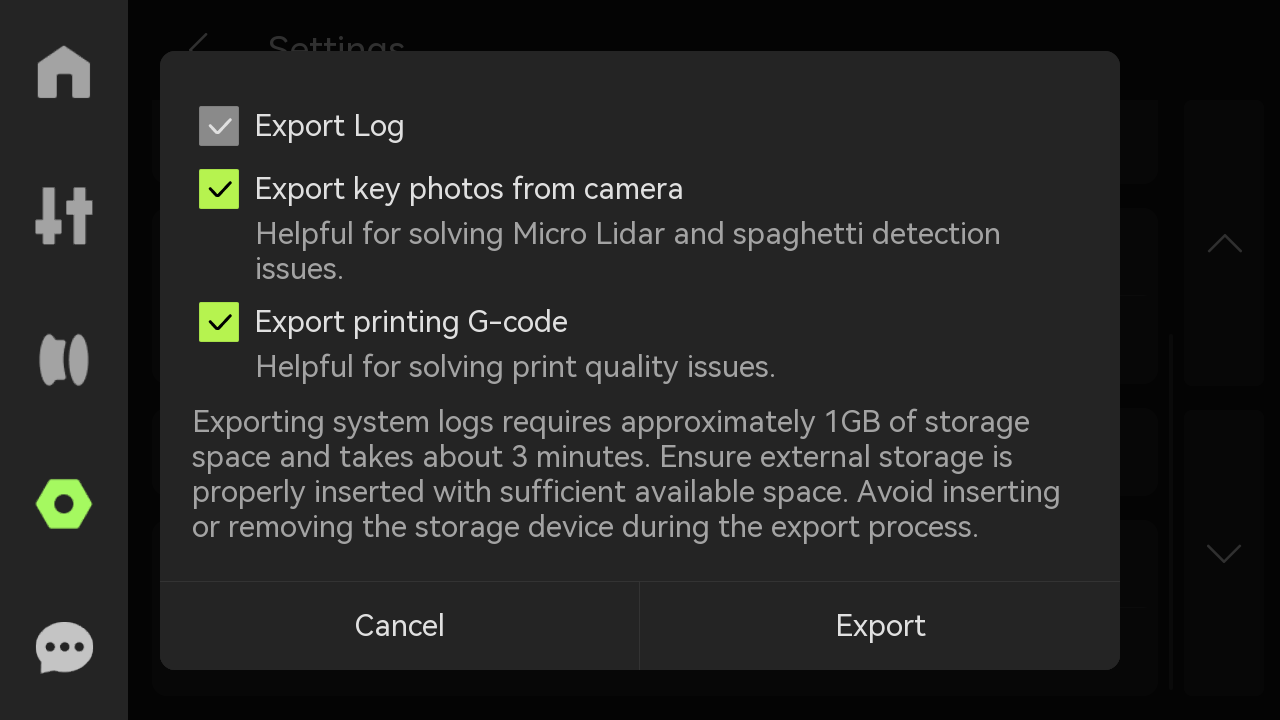 Settings
Export Log
Export key photos from camera
Helpful for solving Micro Lidar and spaghetti detection
issues.
Export printing G-code
Helpful for solving print quality issues.
Exporting system logs requires approximately 1GB of storage
space and takes about 3 minutes. Ensure external storage is
properly inserted with sufficient available space. Avoid inserting
or removing the storage device during the export process.
Cancel
Export